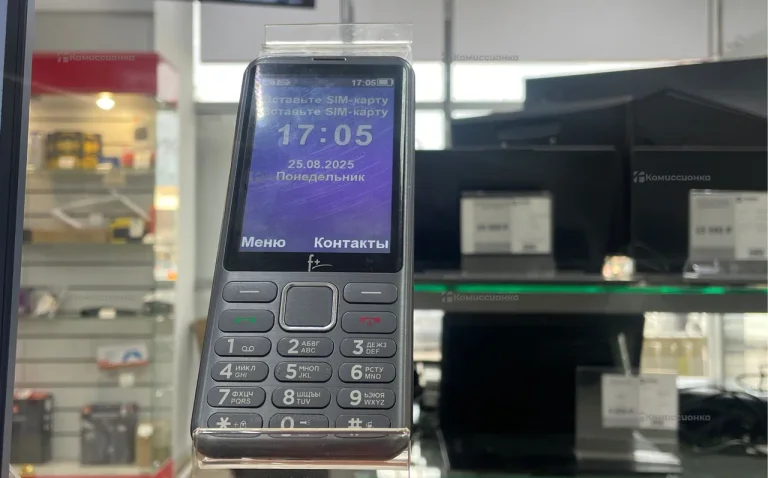 Комиссионка
Комиссионка
17:05
Вставьте SIM-карту
Вставьте SIM-карту
17:05
25.08.2025
Понедельник
Меню Контакты
f+
Комиссионка
Комиссионка
1
2 АБВГ ABC
3 ДЕЖЗ DEF
4 ИЙКЛ GHI
5 МНОП JKL
6 РСТУ MNO
7 ФХЦЧ PQRS
8 ШЩЪЫ TUV
9 ЬЭЮЯ WXYZ
* +
0
#
Комиссионка